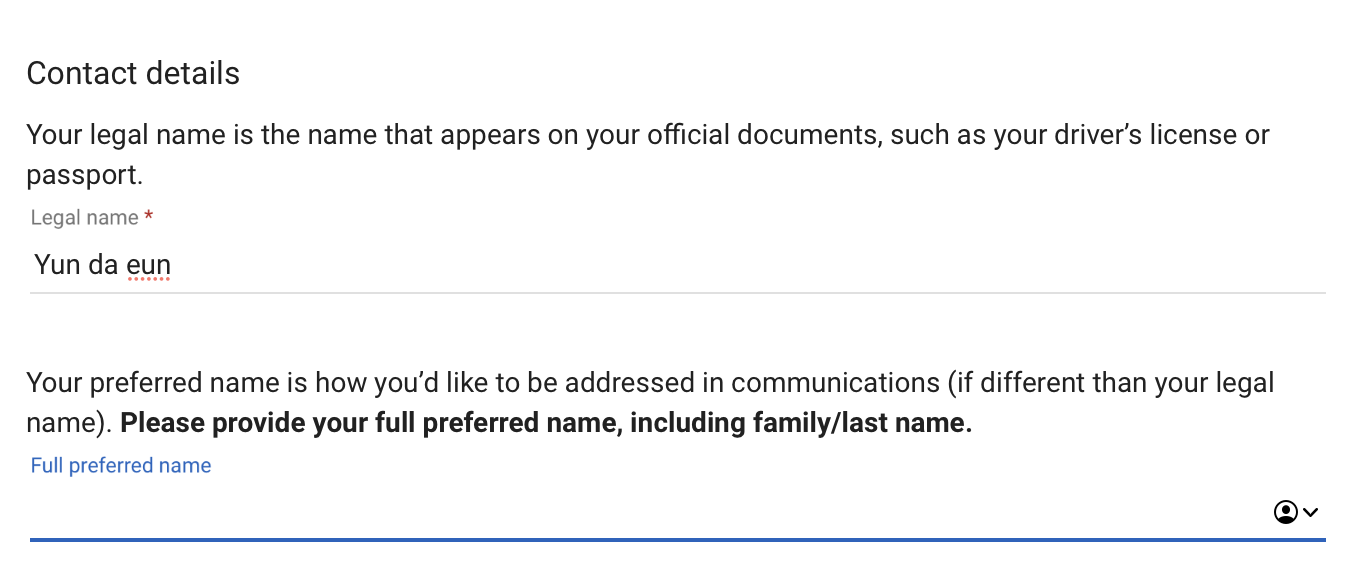 Contact details
Your legal name is the name that appears on your official documents, such as your driver’s license or
passport.
Legal name *
Yun da eun
Your preferred name is how you’d like to be addressed in communications (if different than your legal
name). Please provide your full preferred name, including family/last name.
Full preferred name